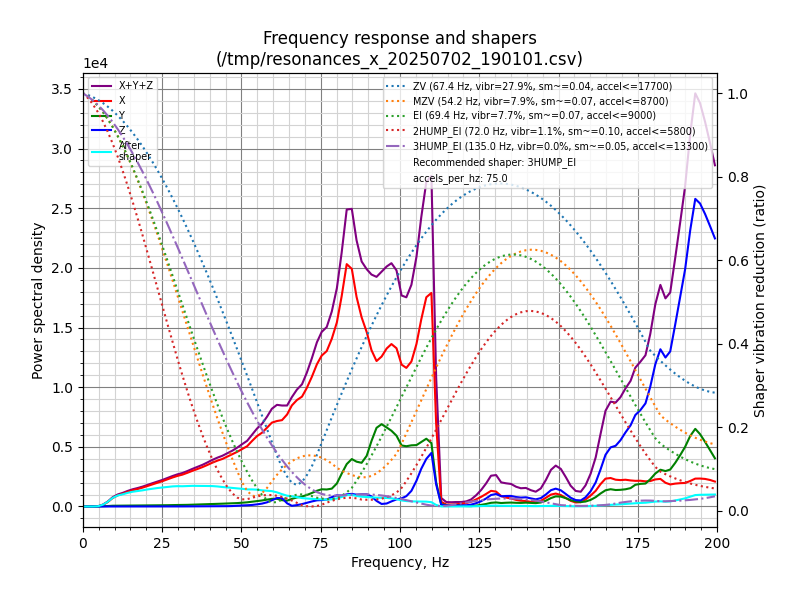 Frequency response and shapers
(/tmp/resonances_x_20250702_190101.csv)
1e4
X+Y+Z
X
Y
Z
After
shaper
ZV (67.4 Hz, vibr=27.9%, sm~=0.04, accel<=17700)
MZV (54.2 Hz, vibr=7.9%, sm~=0.07, accel<=8700)
EI (69.4 Hz, vibr=7.7%, sm~=0.07, accel<=9000)
2HUMP_EI (72.0 Hz, vibr=1.1%, sm~=0.10, accel<=5800)
3HUMP_EI (135.0 Hz, vibr=0.0%, sm~=0.05, accel<=13300)
Recommended shaper: 3HUMP_EI
accels_per_hz: 75.0
3.5
3.0
2.5
2.0
1.5
1.0
0.5
0.0
Power spectral density
1.0
0.8
0.6
0.4
0.2
0.0
Shaper vibration reduction (ratio)
0
25
50
75
100
125
150
175
200
Frequency, Hz